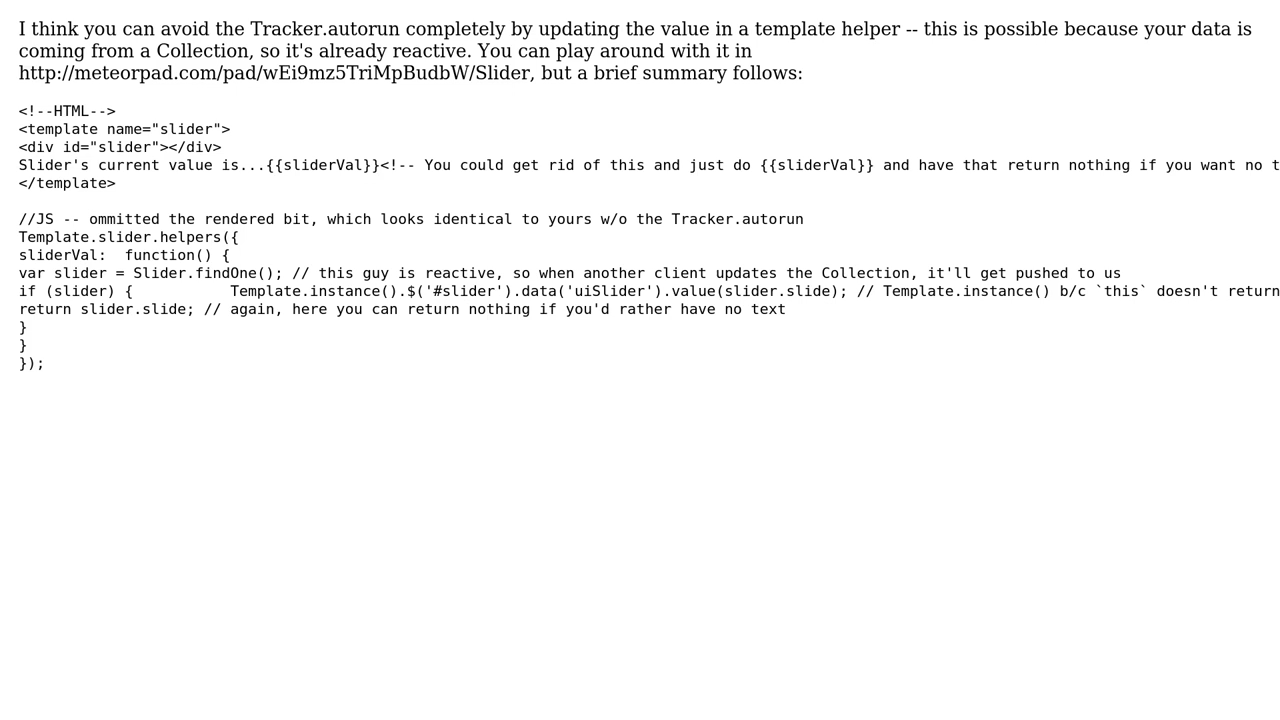 I think you can avoid the Tracker.autorun completely by updating the value in a template helper -- this is possible because your data is
coming from a Collection, so it's already reactive. You can play around with it in
http://meteorpad.com/pad/wEi9mz5TriMpBudbW/Slider, but a brief summary follows:
<!--HTML-->
<template name="slider">
<div id="slider"></div>
Slider's current value is...{{sliderVal}}<!-- You could get rid of this and just do {{sliderVal}} and have that return nothing if you want no t
</template>
//JS -- ommitted the rendered bit, which looks identical to yours w/o the Tracker.autorun
Template.slider.helpers({
sliderVal:  function() {
var slider = Slider.findOne(); // this guy is reactive, so when another client updates the Collection, it'll get pushed to us
if (slider) {           Template.instance().$('#slider').data('uiSlider').value(slider.slide); // Template.instance() b/c `this` doesn't return
return slider.slide; // again, here you can return nothing if you'd rather have no text
}
}
});